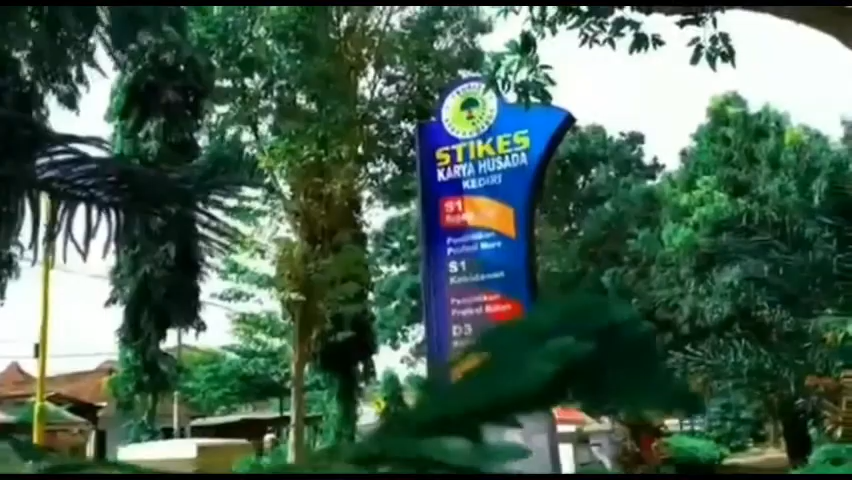 STIKES
KARYA HUSADA
KEDIRI
S1
Pendidikan
Profesi Ners
S1
Kebidanan
Pendidikan
Profesi Bidan
D3